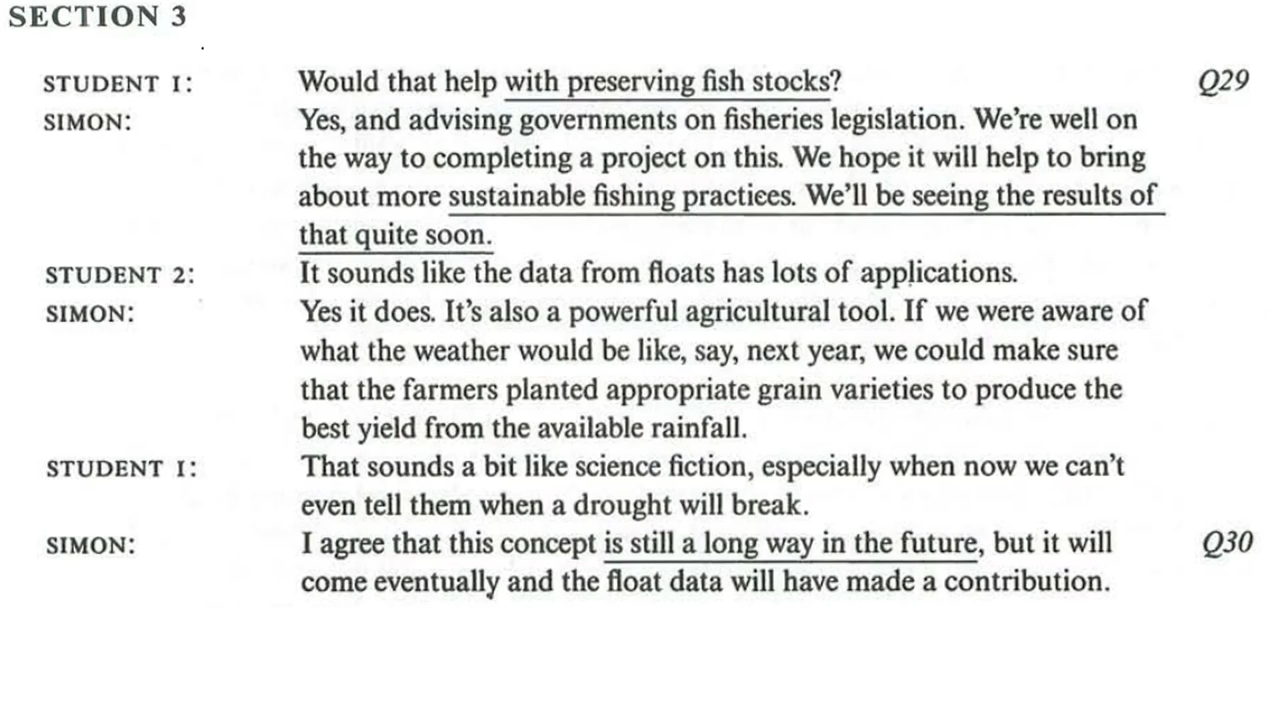 SECTION 3
STUDENT 1: Would that help with preserving fish stocks? Q29
SIMON: Yes, and advising governments on fisheries legislation. We're well on
the way to completing a project on this. We hope it will help to bring
about more sustainable fishing practices. We'll be seeing the results of
that quite soon.
STUDENT 2: It sounds like the data from floats has lots of applications.
SIMON: Yes it does. It's also a powerful agricultural tool. If we were aware of
what the weather would be like, say, next year, we could make sure
that the farmers planted appropriate grain varieties to produce the
best yield from the available rainfall.
STUDENT 1: That sounds a bit like science fiction, especially when now we can't
even tell them when a drought will break.
SIMON: I agree that this concept is still a long way in the future, but it will Q30
come eventually and the float data will have made a contribution.